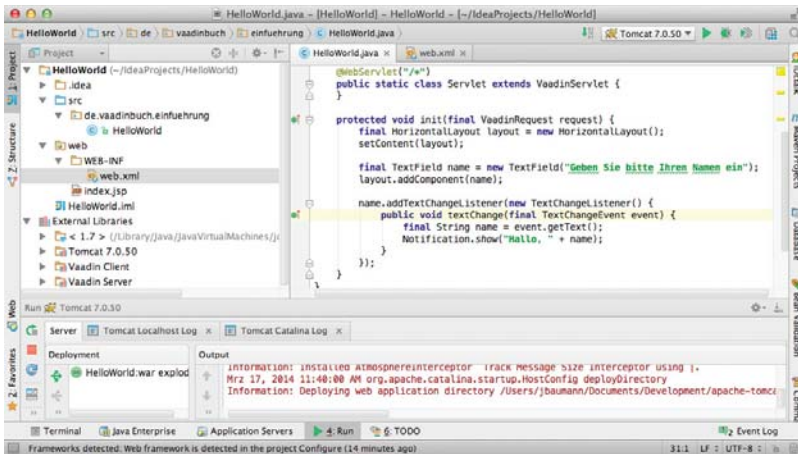 HelloWorld.java - [HelloWorld] - HelloWorld - [~/IdeaProjects/HelloWorld]
HelloWorld src de vaadinbuch einfuehrung HelloWorld.java
Tomcat 7.0.50
Project
HelloWorld.java × web.xml ×
HelloWorld (~/IdeaProjects/HelloWorld)
.idea
src
de.vaadinbuch.einfuehrung
HelloWorld
web
WEB-INF
web.xml
index.jsp
HelloWorld.iml
External Libraries
< 1.7 > (/Library/Java/JavaVirtualMachines/
Tomcat 7.0.50
Vaadin Client
Vaadin Server
@WebServlet("/*")
public static class Servlet extends VaadinServlet {
}
protected void init(final VaadinRequest request) {
final HorizontalLayout layout = new HorizontalLayout();
setContent(layout);
final TextField name = new TextField("Geben Sie bitte Ihren Namen ein");
layout.addComponent(name);
name.addTextChangeListener(new TextChangeListener() {
public void textChange(final TextChangeEvent event) {
final String name = event.getText();
Notification.show("Hallo, " + name);
}
});
}
1: Project
Z: Structure
Web
2: Favorites
Maven Projects
Database
Bean Validation
Run Tomcat 7.0.50
Server Tomcat Localhost Log × Tomcat Catalina Log ×
Deployment Output
HelloWorld:war explod
Information: Installed AtmosphereInterceptor Track Message Size Interceptor using |.
Mrz 17, 2014 11:40:00 AM org.apache.catalina.startup.HostConfig deployDirectory
Information: Deploying web application directory /Users/jbaumann/Documents/Development/apache-tomca
Terminal Java Enterprise Application Servers 4: Run 6: TODO Event Log
Frameworks detected: Web framework is detected in the project Configure (14 minutes ago) 31:1 LF UTF-8